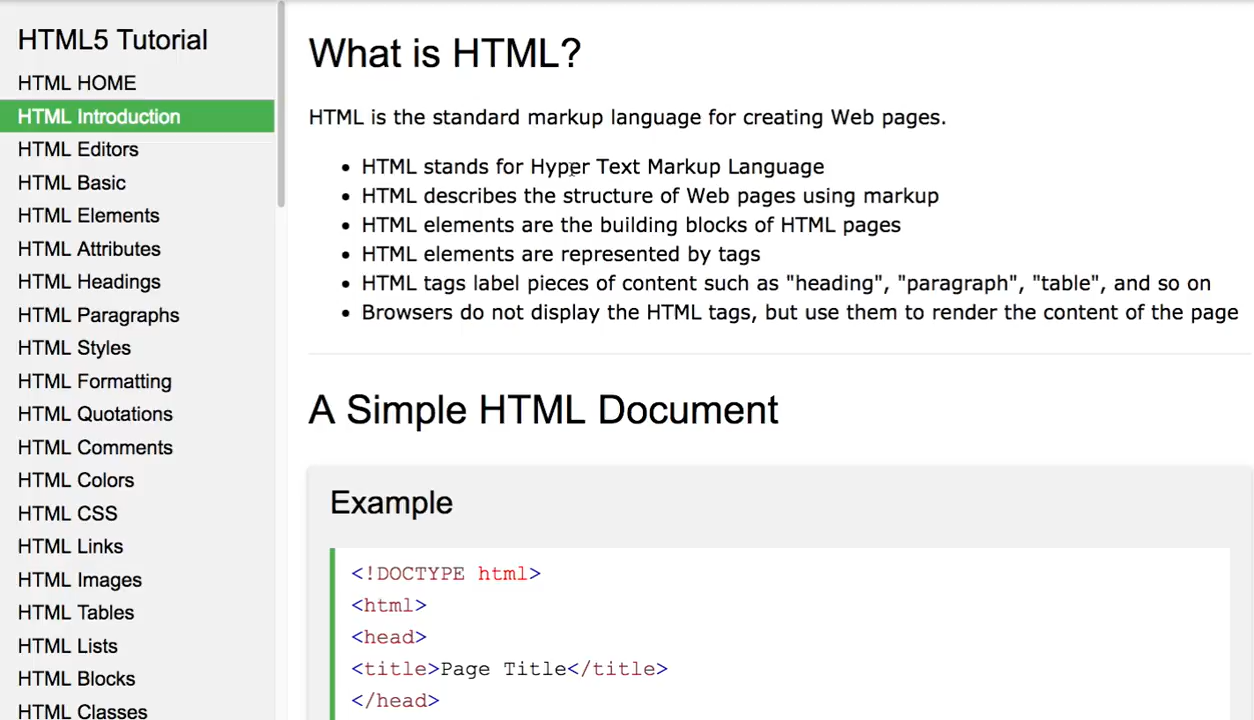 HTML5 Tutorial
HTML HOME
HTML Introduction
HTML Editors
HTML Basic
HTML Elements
HTML Attributes
HTML Headings
HTML Paragraphs
HTML Styles
HTML Formatting
HTML Quotations
HTML Comments
HTML Colors
HTML CSS
HTML Links
HTML Images
HTML Tables
HTML Lists
HTML Blocks
HTML Classes
What is HTML?
HTML is the standard markup language for creating Web pages.
• HTML stands for Hyper Text Markup Language
• HTML describes the structure of Web pages using markup
• HTML elements are the building blocks of HTML pages
• HTML elements are represented by tags
• HTML tags label pieces of content such as "heading", "paragraph", "table", and so on
• Browsers do not display the HTML tags, but use them to render the content of the page
A Simple HTML Document
Example
<!DOCTYPE html>
<html>
<head>
<title>Page Title</title>
</head>